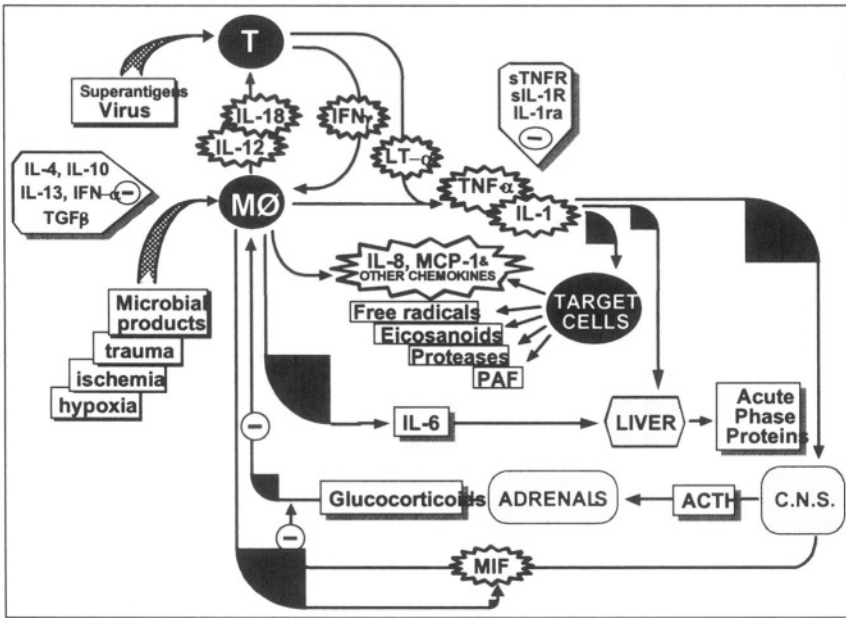 T
Superantigens
Virus
IL-18
IL-12
IFNγ
LT-α
sTNFR
sIL-1R
IL-1ra
−
IL-4, IL-10
IL-13, IFN-α −
TGFβ
MØ
TNF-α
IL-1
IL-8, MCP-1 &
OTHER CHEMOKINES
TARGET
CELLS
Free radicals
Eicosanoids
Proteases
PAF
Microbial
products
trauma
ischemia
hypoxia
−
IL-6
LIVER
Acute
Phase
Proteins
Glucocorticoids
ADRENALS
ACTH
C.N.S.
−
MIF